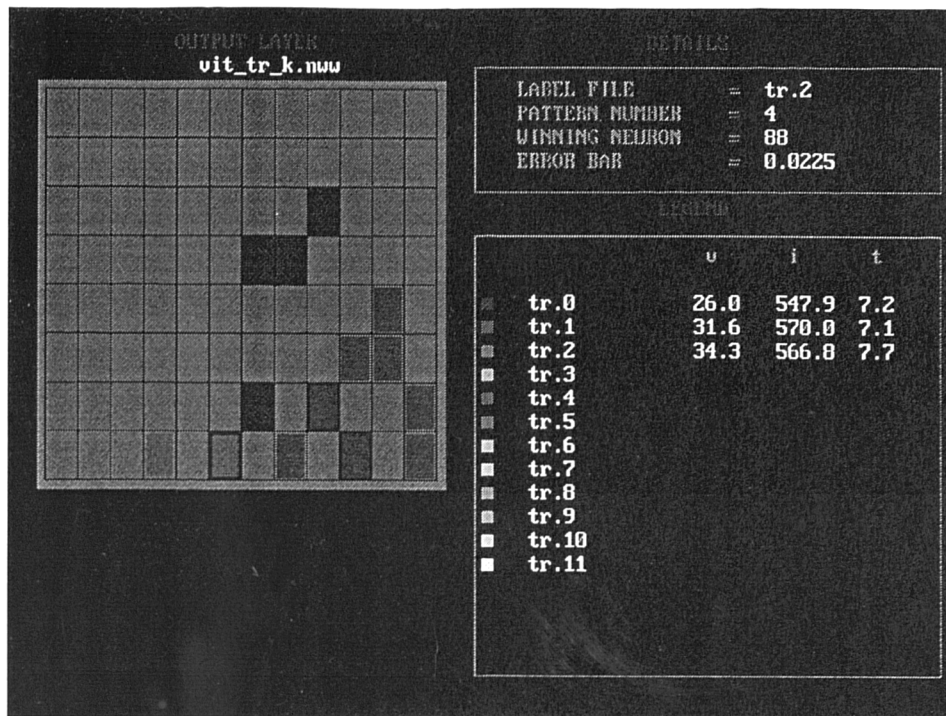 OUTPUT LAYER
vit_tr_k.nww
DETAILS
LABEL FILE = tr.2
PATTERN NUMBER = 4
WINNING NEURON = 88
ERROR BAR = 0.0225
LEGEND
v i t
tr.0 26.0 547.9 7.2
tr.1 31.6 570.0 7.1
tr.2 34.3 566.8 7.7
tr.3
tr.4
tr.5
tr.6
tr.7
tr.8
tr.9
tr.10
tr.11